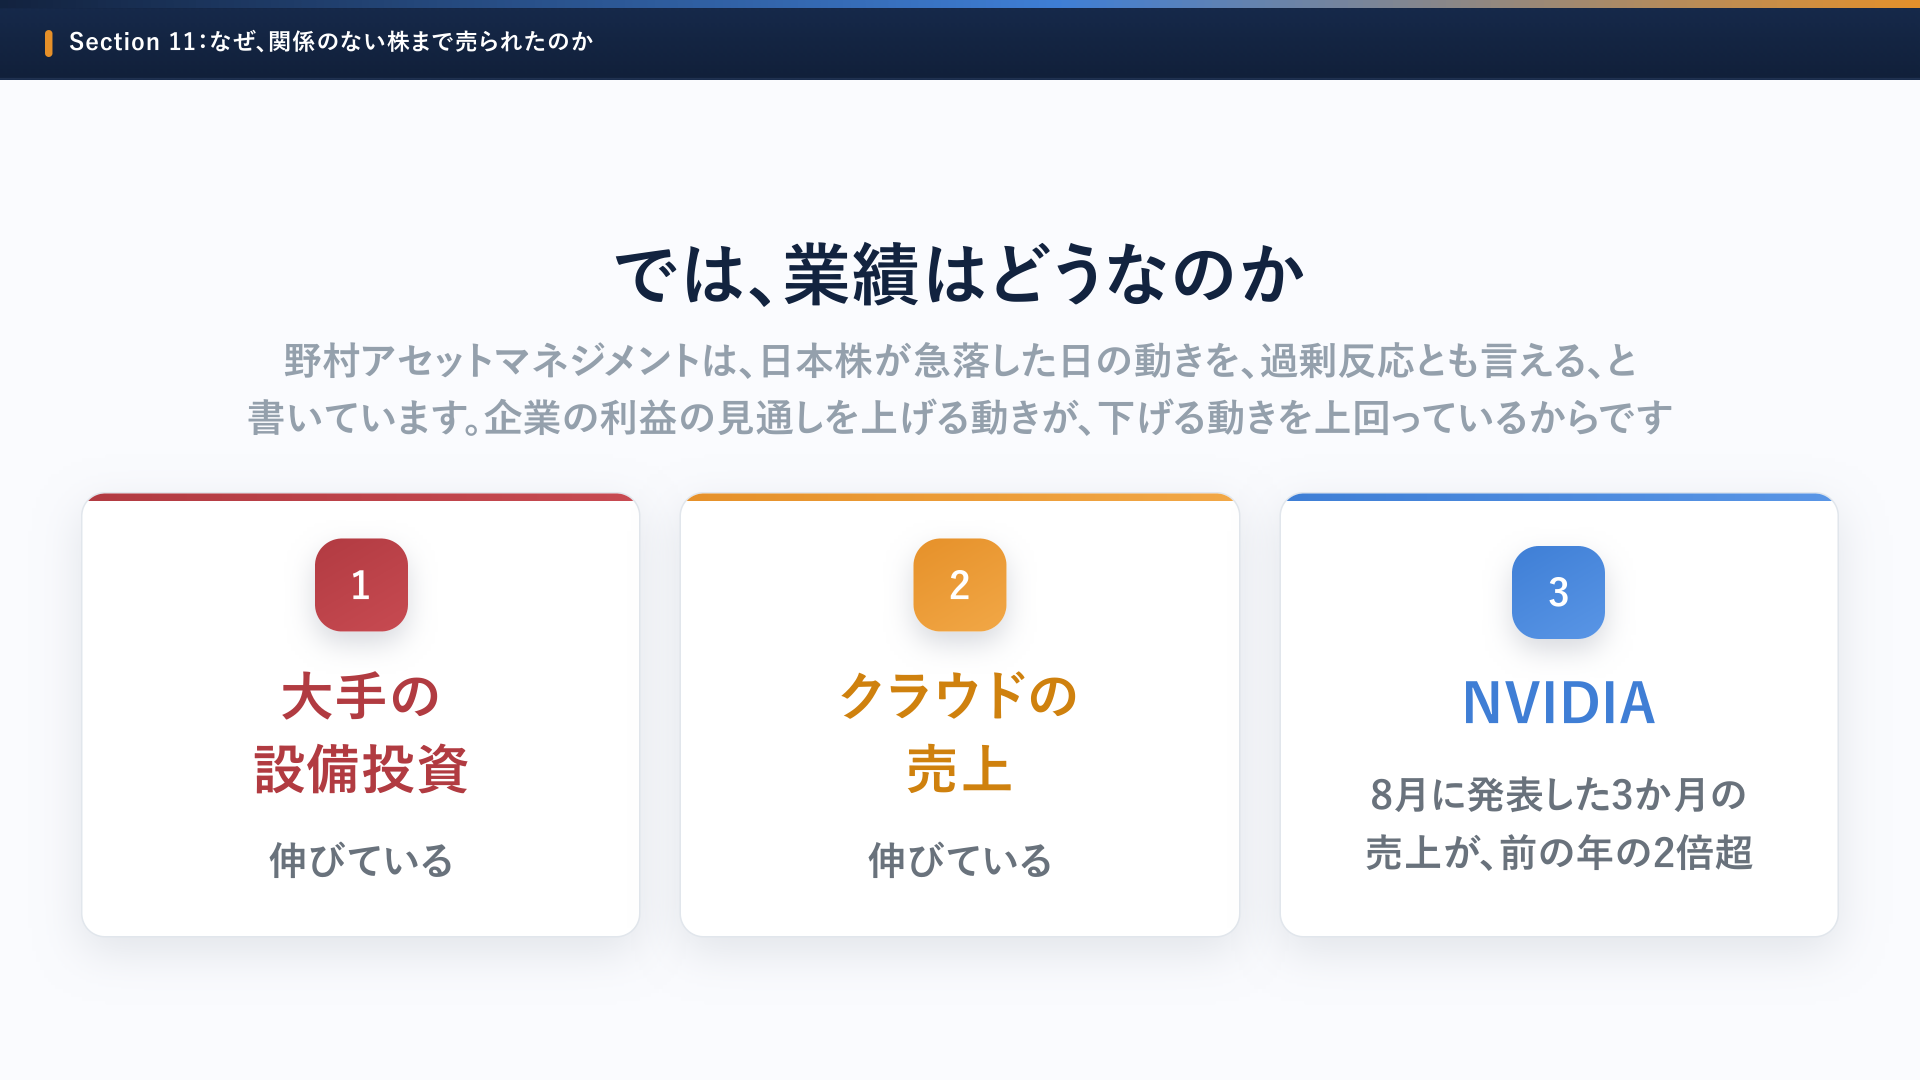 Section 11：なぜ、関係のない株まで売られたのか
では、業績はどうなのか
野村アセットマネジメントは、日本株が急落した日の動きを、過剰反応とも言える、と
書いています。企業の利益の見通しを上げる動きが、下げる動きを上回っているからです
1
大手の
設備投資
伸びている
2
クラウドの
売上
伸びている
3
NVIDIA
8月に発表した3か月の
売上が、前の年の2倍超